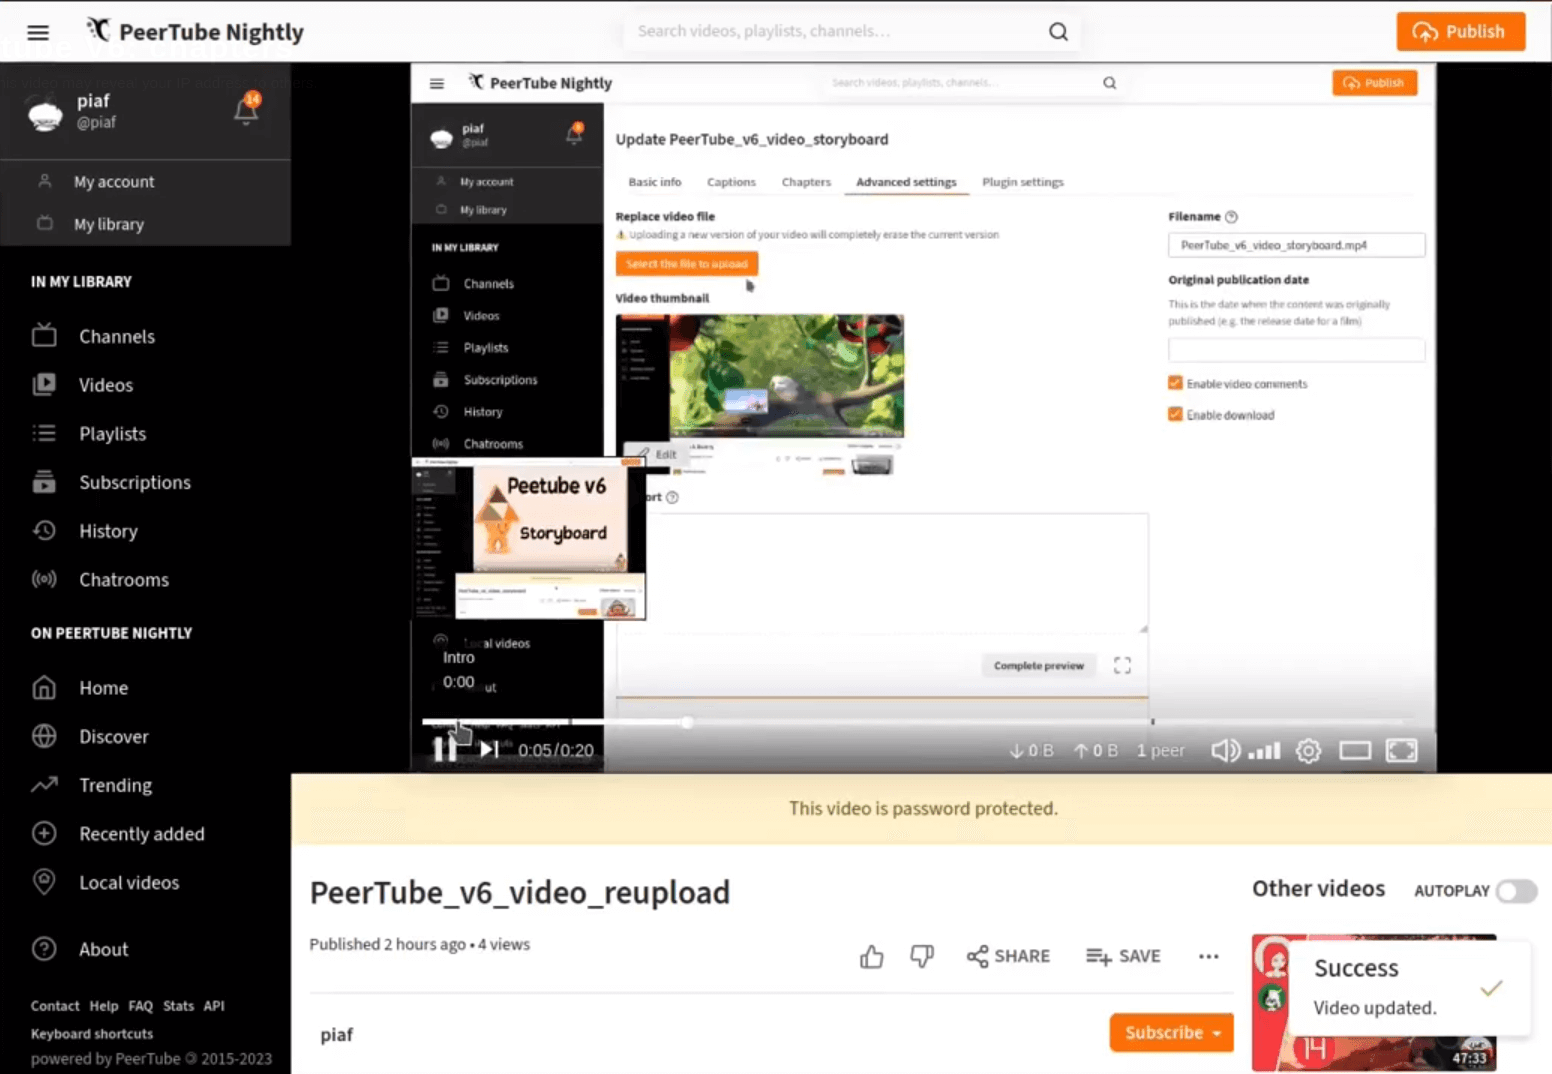 PeerTube Nightly
Search videos, playlists, channels…
Publish
piaf
@piaf
14
My account
My library
IN MY LIBRARY
Channels
Videos
Playlists
Subscriptions
History
Chatrooms
ON PEERTUBE NIGHTLY
Home
Discover
Trending
Recently added
Local videos
About
Contact Help FAQ Stats API
Keyboard shortcuts
powered by PeerTube 2015-2023
PeerTube Nightly
Search videos, playlists, channels…
Publish
piaf
@piaf
My account
My library
IN MY LIBRARY
Channels
Videos
Playlists
Subscriptions
History
Chatrooms
Update PeerTube_v6_video_storyboard
Basic info Captions Chapters Advanced settings Plugin settings
Replace video file
Uploading a new version of your video will completely erase the current version
Select the file to upload
Video thumbnail
Edit
Filename
PeerTube_v6_video_storyboard.mp4
Original publication date
This is the date when the content was originally
published (e.g. the release date for a film)
Enable video comments
Enable download
Peetube v6
Storyboard
Local videos
Intro
0:00
Complete preview
0:05/0:20
0 B 0 B 1 peer
This video is password protected.
PeerTube_v6_video_reupload
Published 2 hours ago • 4 views
SHARE SAVE
piaf
Subscribe
Other videos AUTOPLAY
Success
Video updated.
14
47:33